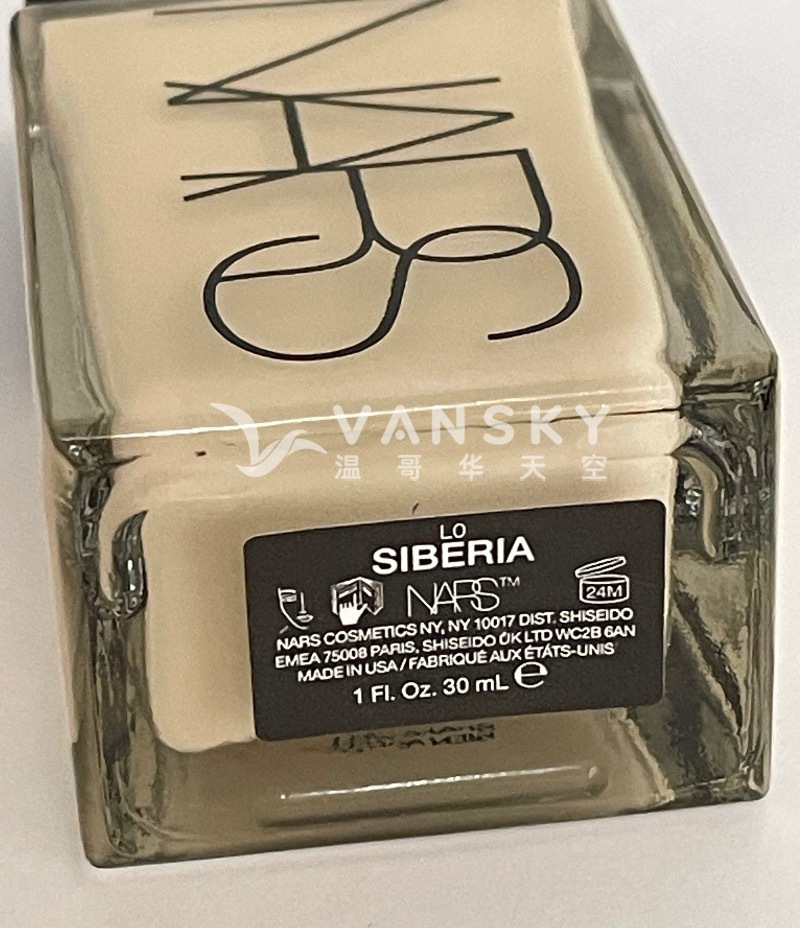 NARS
VANSKY
温哥华天空
LO
SIBERIA
NARS™
24M
NARS COSMETICS NY, NY 10017 DIST. SHISEIDO
EMEA 75008 PARIS, SHISEIDO UK LTD WC2B 6AN
MADE IN USA / FABRIQUÉ AUX ÉTATS-UNIS
1 Fl. Oz. 30 mL ℮